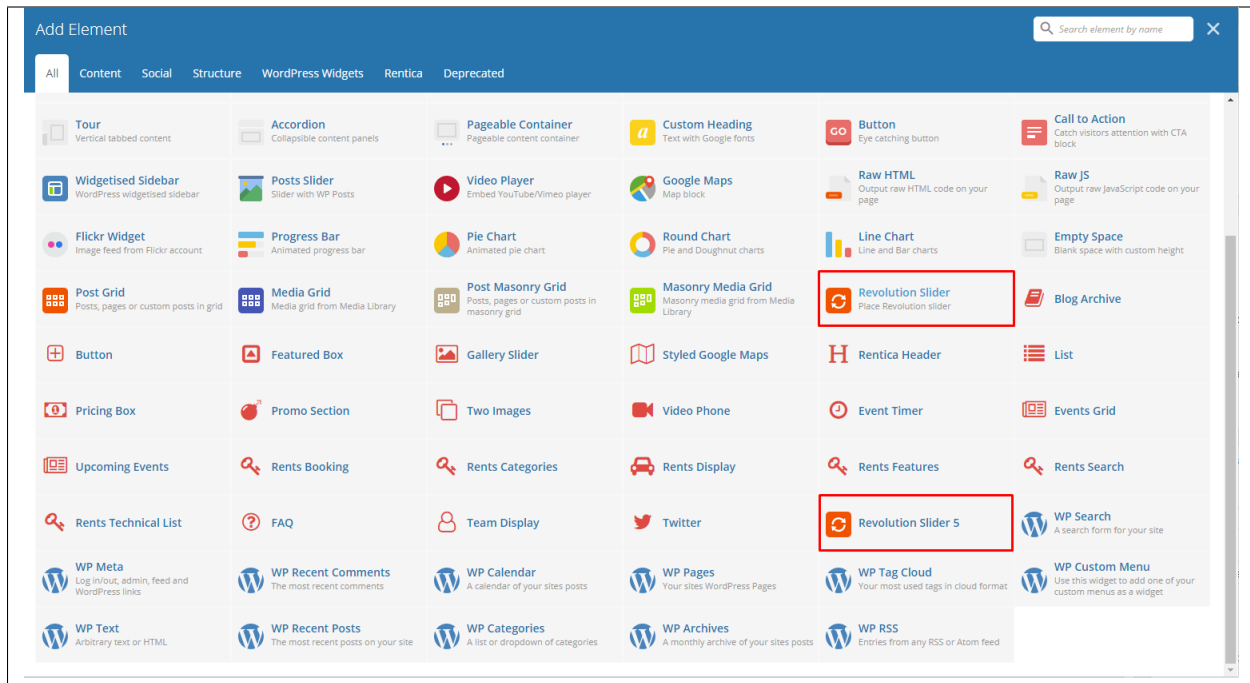 Add Element
Search element by name
All Content Social Structure WordPress Widgets Rentica Deprecated
Tour
Vertical tabbed content
Accordion
Collapsible content panels
Pageable Container
Pageable content container
a
Custom Heading
Text with Google fonts
GO
Button
Eye catching button
Call to Action
Catch visitors attention with CTA
block
Widgetised Sidebar
WordPress widgetised sidebar
Posts Slider
Slider with WP Posts
Video Player
Embed YouTube/Vimeo player
Google Maps
Map block
Raw HTML
Output raw HTML code on your
page
Raw JS
Output raw JavaScript code on your
page
Flickr Widget
Image feed from Flickr account
Progress Bar
Animated progress bar
Pie Chart
Animated pie chart
Round Chart
Pie and Doughnut charts
Line Chart
Line and Bar charts
Empty Space
Blank space with custom height
Post Grid
Posts, pages or custom posts in grid
Media Grid
Media grid from Media Library
Post Masonry Grid
Posts, pages or custom posts in
masonry grid
Masonry Media Grid
Masonry media grid from Media
Library
Revolution Slider
Place Revolution slider
Blog Archive
Button
Featured Box
Gallery Slider
Styled Google Maps
H Rentica Header
List
Pricing Box
Promo Section
Two Images
Video Phone
Event Timer
Events Grid
Upcoming Events
Rents Booking
Rents Categories
Rents Display
Rents Features
Rents Search
Rents Technical List
? FAQ
Team Display
Twitter
Revolution Slider 5
WP Search
A search form for your site
WP Meta
Log in/out, admin, feed and
WordPress links
WP Recent Comments
The most recent comments
WP Calendar
A calendar of your sites posts
WP Pages
Your sites WordPress Pages
WP Tag Cloud
Your most used tags in cloud format
WP Custom Menu
Use this widget to add one of your
custom menus as a widget
WP Text
Arbitrary text or HTML
WP Recent Posts
The most recent posts on your site
WP Categories
A list or dropdown of categories
WP Archives
A monthly archive of your sites posts
WP RSS
Entries from any RSS or Atom feed